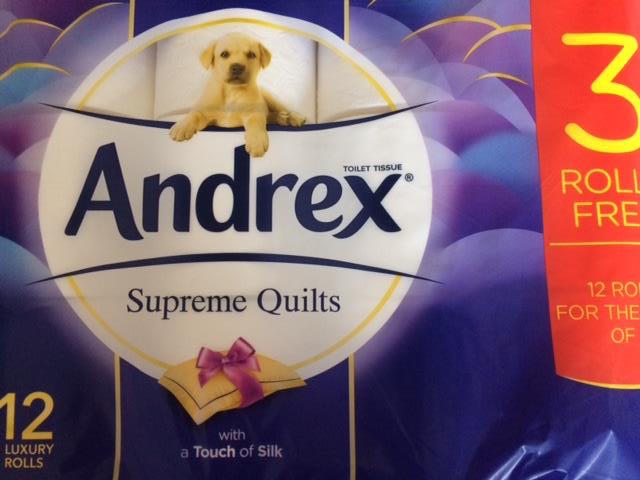 TOILET TISSUE
Andrex®
Supreme Quilts
with
a Touch of Silk
12
LUXURY
ROLLS
3
ROLL
FRE
12 RO
FOR THE
OF